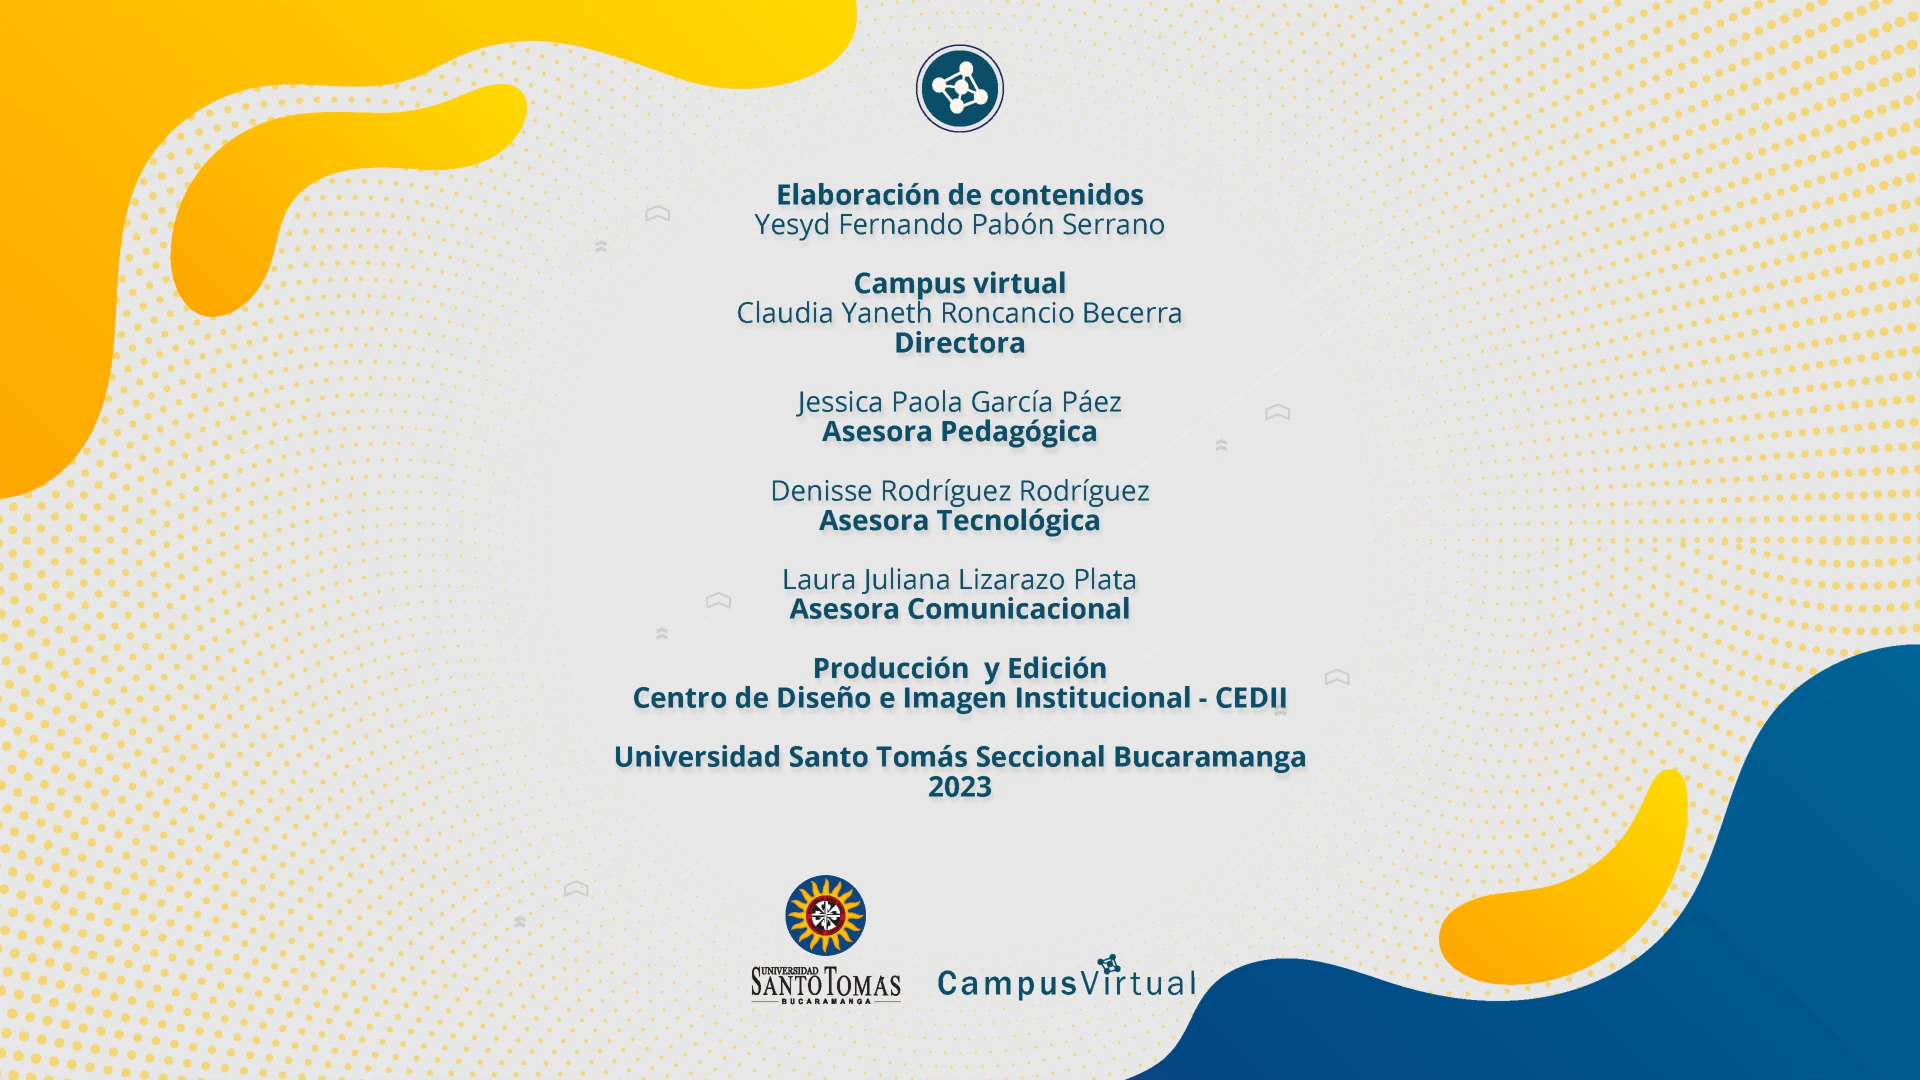 Elaboración de contenidos
Yesyd Fernando Pabón Serrano
Campus virtual
Claudia Yaneth Roncancio Becerra
Directora
Jessica Paola García Páez
Asesora Pedagógica
Denisse Rodríguez Rodríguez
Asesora Tecnológica
Laura Juliana Lizarazo Plata
Asesora Comunicacional
Producción  y Edición
Centro de Diseño e Imagen Institucional - CEDII
Universidad Santo Tomás Seccional Bucaramanga
2023
UNIVERSIDAD
SANTO TOMAS
BUCARAMANGA
CampusVirtual